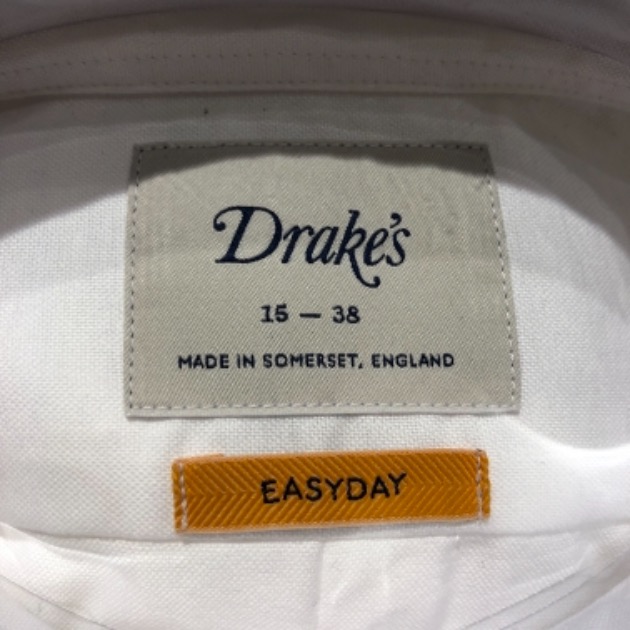 Drake's
15 — 38
MADE IN SOMERSET, ENGLAND
EASYDAY